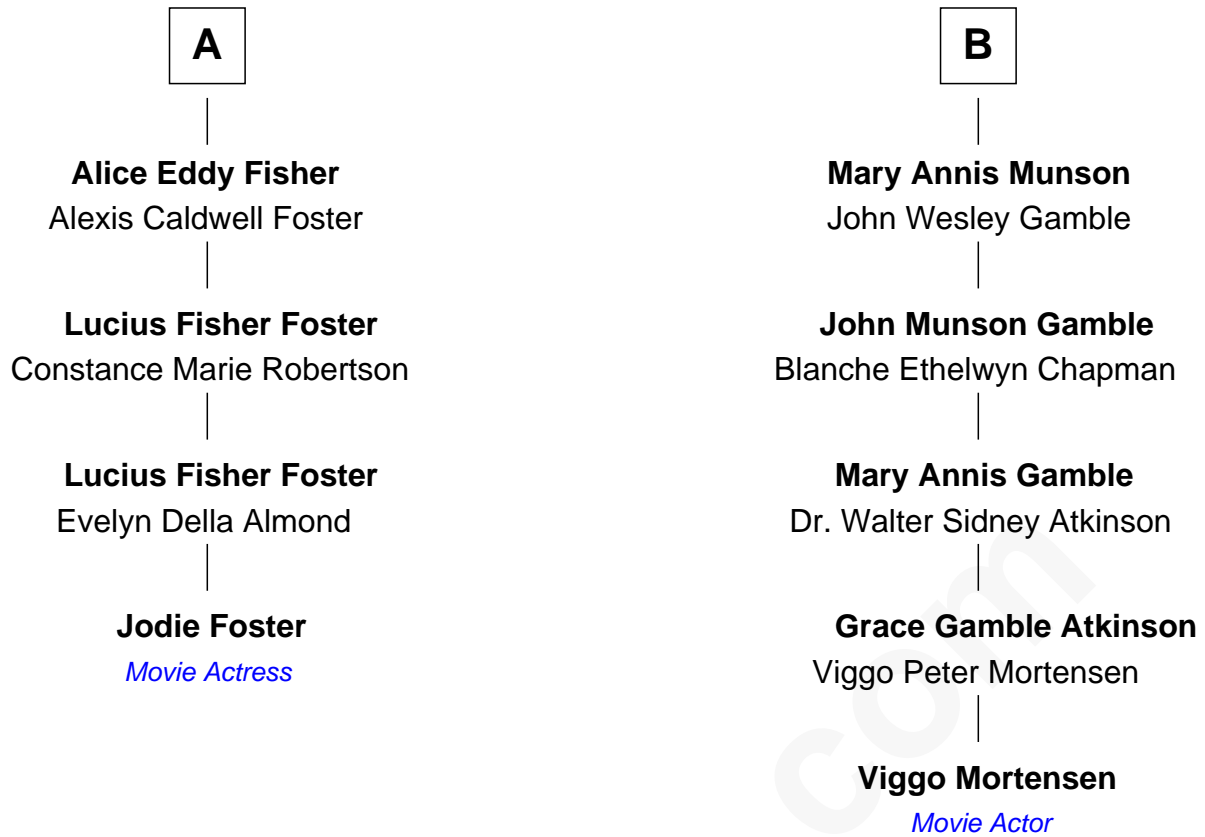 A
Alice Eddy Fisher
Alexis Caldwell Foster
Lucius Fisher Foster
Constance Marie Robertson
Lucius Fisher Foster
Evelyn Della Almond
Jodie Foster
Movie Actress
B
Mary Annis Munson
John Wesley Gamble
John Munson Gamble
Blanche Ethelwyn Chapman
Mary Annis Gamble
Dr. Walter Sidney Atkinson
Grace Gamble Atkinson
Viggo Peter Mortensen
Viggo Mortensen
Movie Actor
com